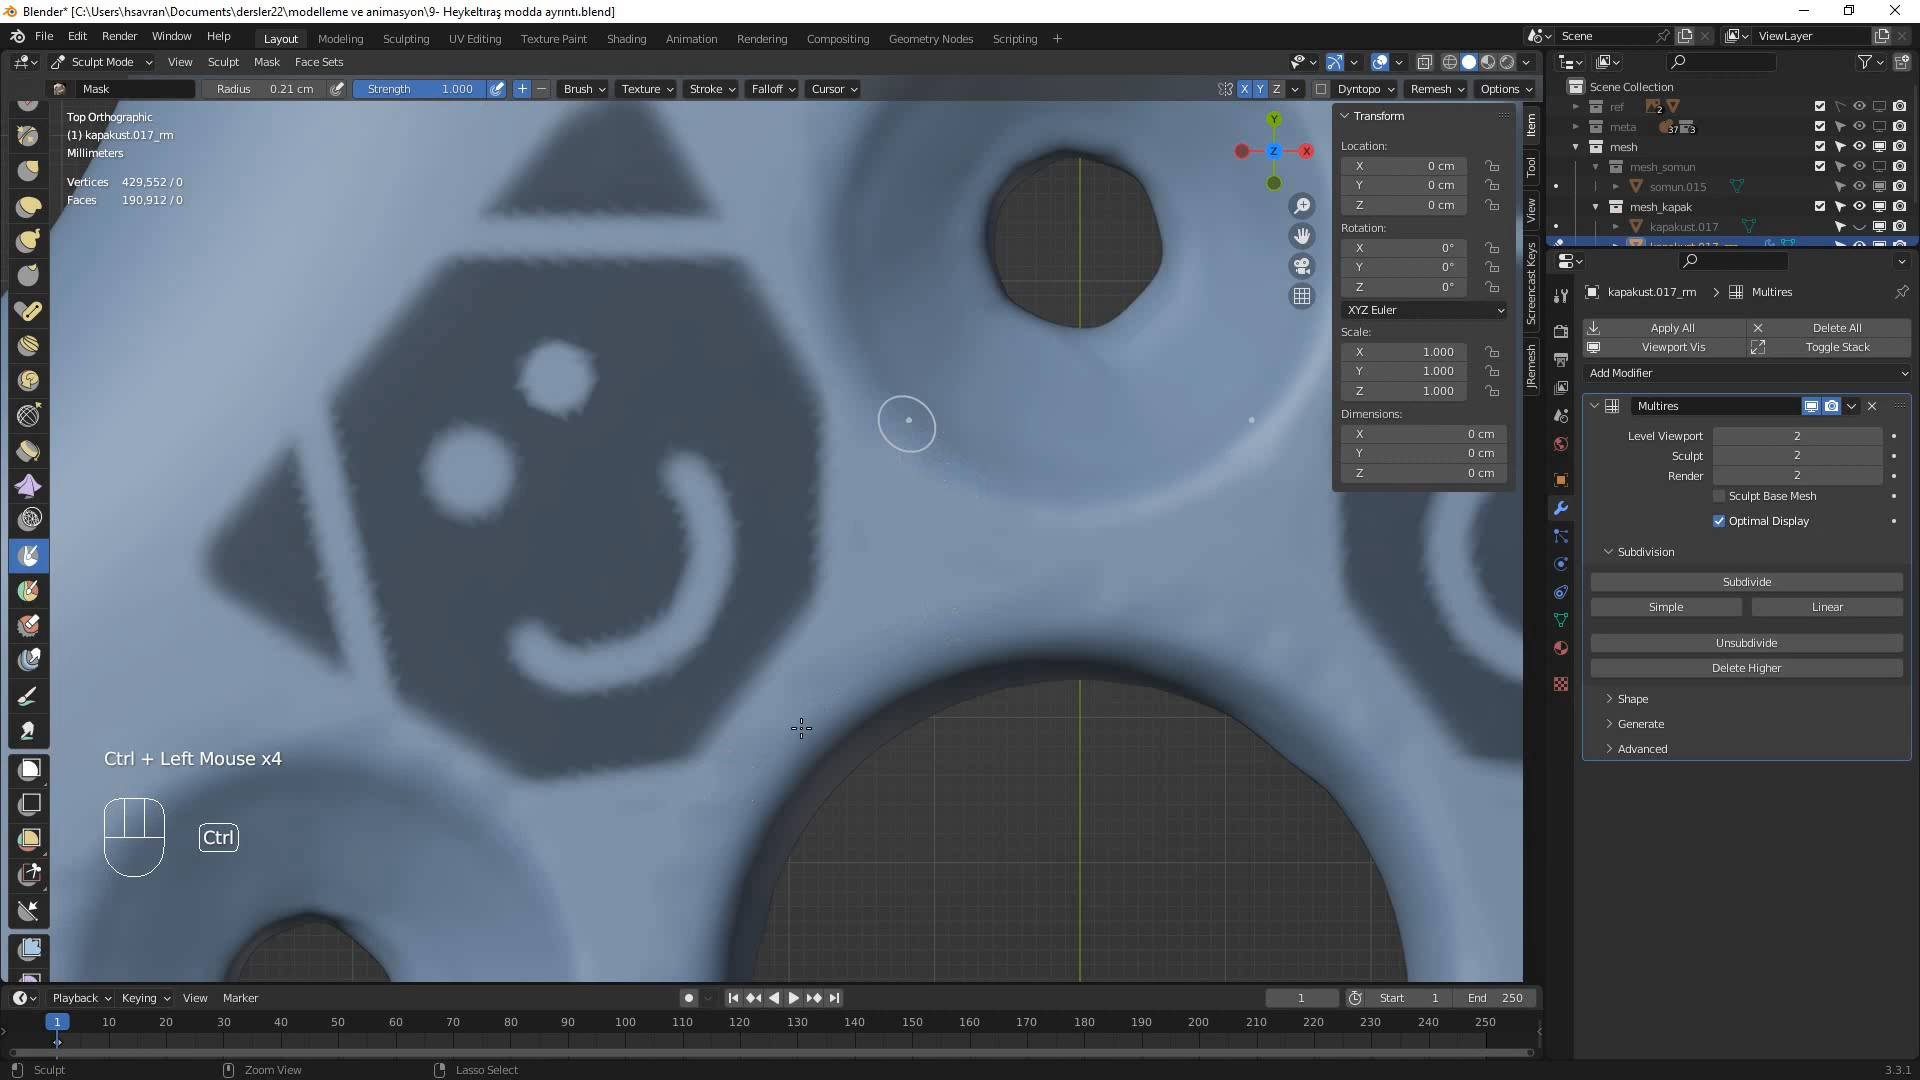 Blender* [C:\Users\hsavran\Documents\dersler22\modelleme ve animasyon\9- Heykeltıraş modda ayrıntı.blend]
File Edit Render Window Help Layout Modeling Sculpting UV Editing Texture Paint Shading Animation Rendering Compositing Geometry Nodes Scripting + Scene ViewLayer
Sculpt Mode View Sculpt Mask Face Sets
Mask Radius 0.21 cm Strength 1.000 Brush Texture Stroke Falloff Cursor X Y Z Dyntopo Remesh Options
Scene Collection
ref 2
meta 37 3
mesh
mesh_somun
somun.015
mesh_kapak
kapakust.017
Top Orthographic
(1) kapakust.017_rm
Millimeters
Vertices 429,552 / 0
Faces 190,912 / 0
Y
Z
X
Transform
Location:
X 0 cm
Y 0 cm
Z 0 cm
Rotation:
X 0°
Y 0°
Z 0°
XYZ Euler
Scale:
X 1.000
Y 1.000
Z 1.000
Dimensions:
X 0 cm
Y 0 cm
Z 0 cm
Item
Tool
View
Screencast Keys
JRemesh
kapakust.017_rm Multires
Apply All Delete All
Viewport Vis Toggle Stack
Add Modifier
Multires
Level Viewport 2
Sculpt 2
Render 2
Sculpt Base Mesh
Optimal Display
Subdivision
Subdivide
Simple Linear
Unsubdivide
Delete Higher
Shape
Generate
Advanced
Ctrl + Left Mouse x4
Ctrl
Playback Keying View Marker 1 Start 1 End 250
1 10 20 30 40 50 60 70 80 90 100 110 120 130 140 150 160 170 180 190 200 210 220 230 240 250
Sculpt Zoom View Lasso Select 3.3.1